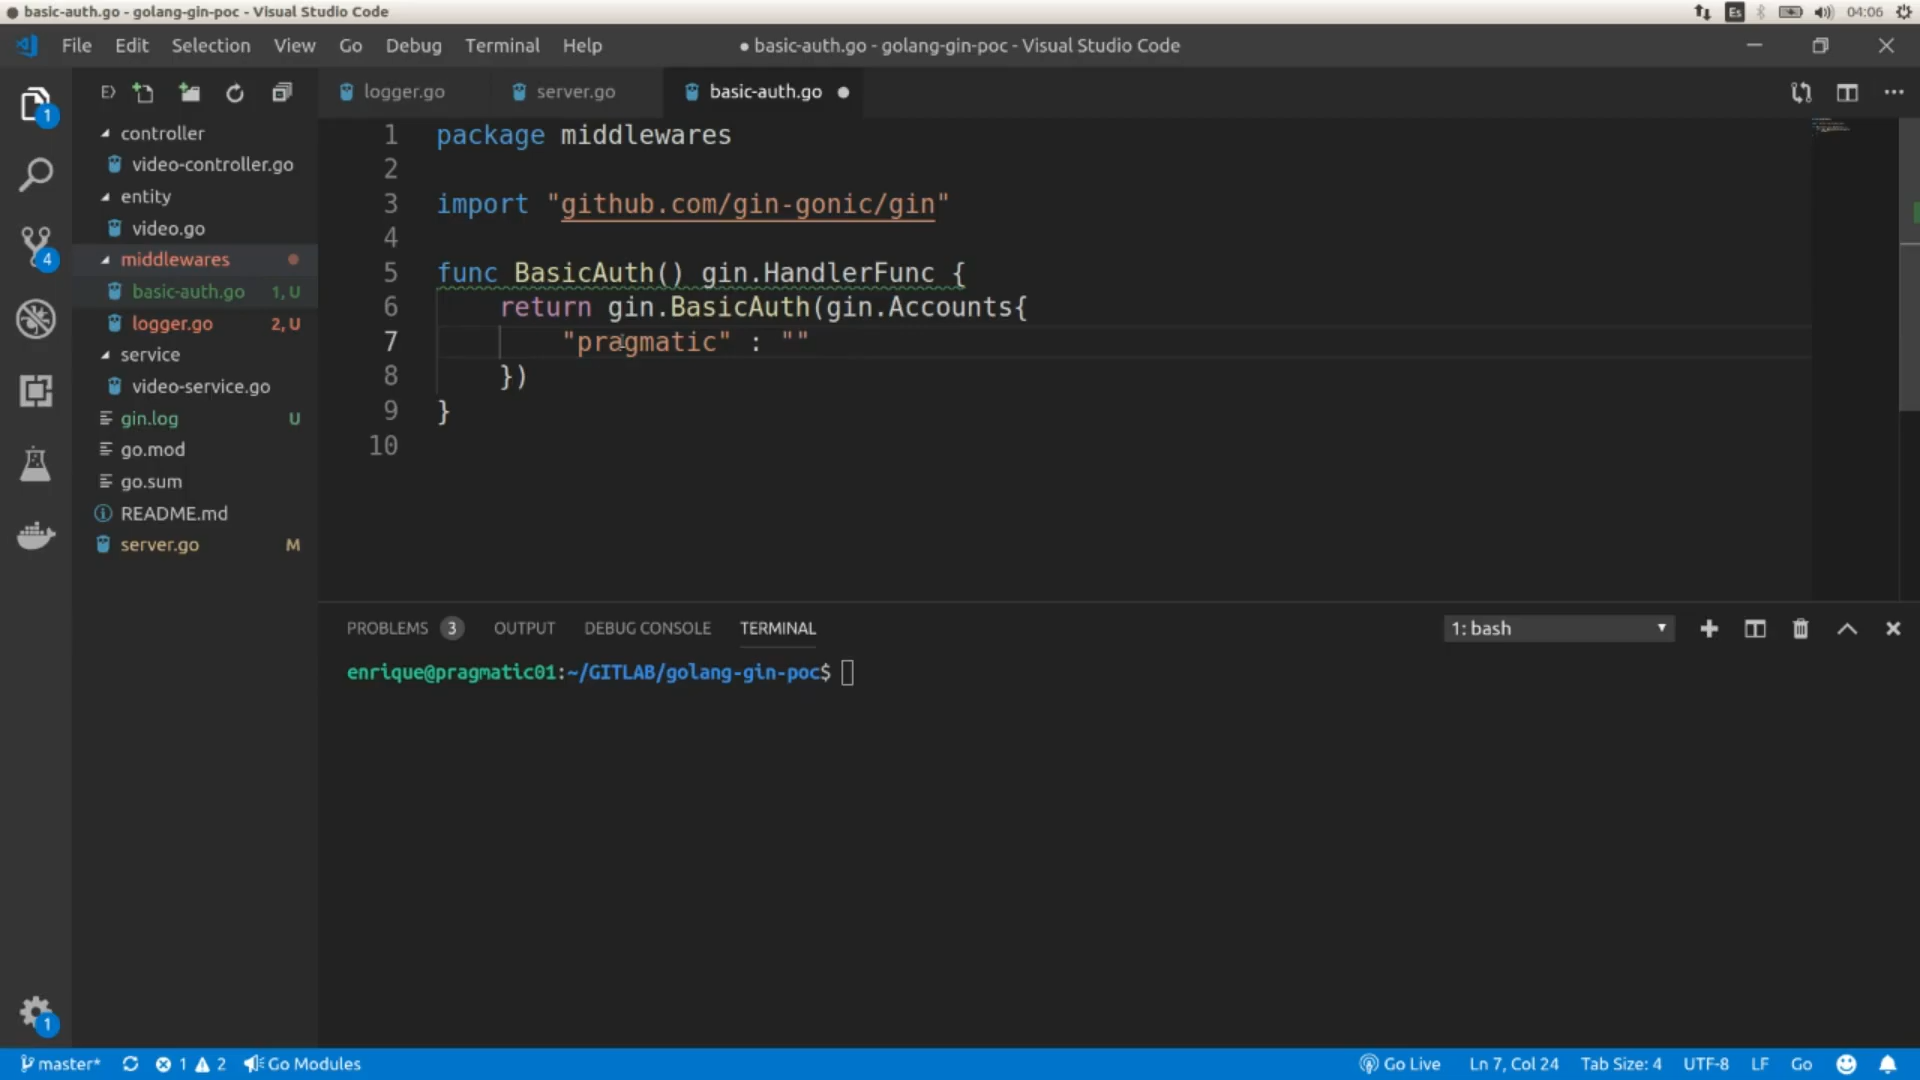 basic-auth.go - golang-gin-poc - Visual Studio Code
Es
04:06
File Edit Selection View Go Debug Terminal Help
● basic-auth.go - golang-gin-poc - Visual Studio Code
1
logger.go
server.go
basic-auth.go ●
controller
video-controller.go
entity
video.go
middlewares
basic-auth.go 1, U
logger.go 2, U
service
video-service.go
gin.log U
go.mod
go.sum
README.md
server.go M
4
1
1 package middlewares
2
3 import "github.com/gin-gonic/gin"
4
5 func BasicAuth() gin.HandlerFunc {
6 return gin.BasicAuth(gin.Accounts{
7 "pragmatic" : ""
8 })
9 }
10
PROBLEMS 3 OUTPUT DEBUG CONSOLE TERMINAL
1: bash
enrique@pragmatic01:~/GITLAB/golang-gin-poc$
master* 1 2 Go Modules
Go Live Ln 7, Col 24 Tab Size: 4 UTF-8 LF Go